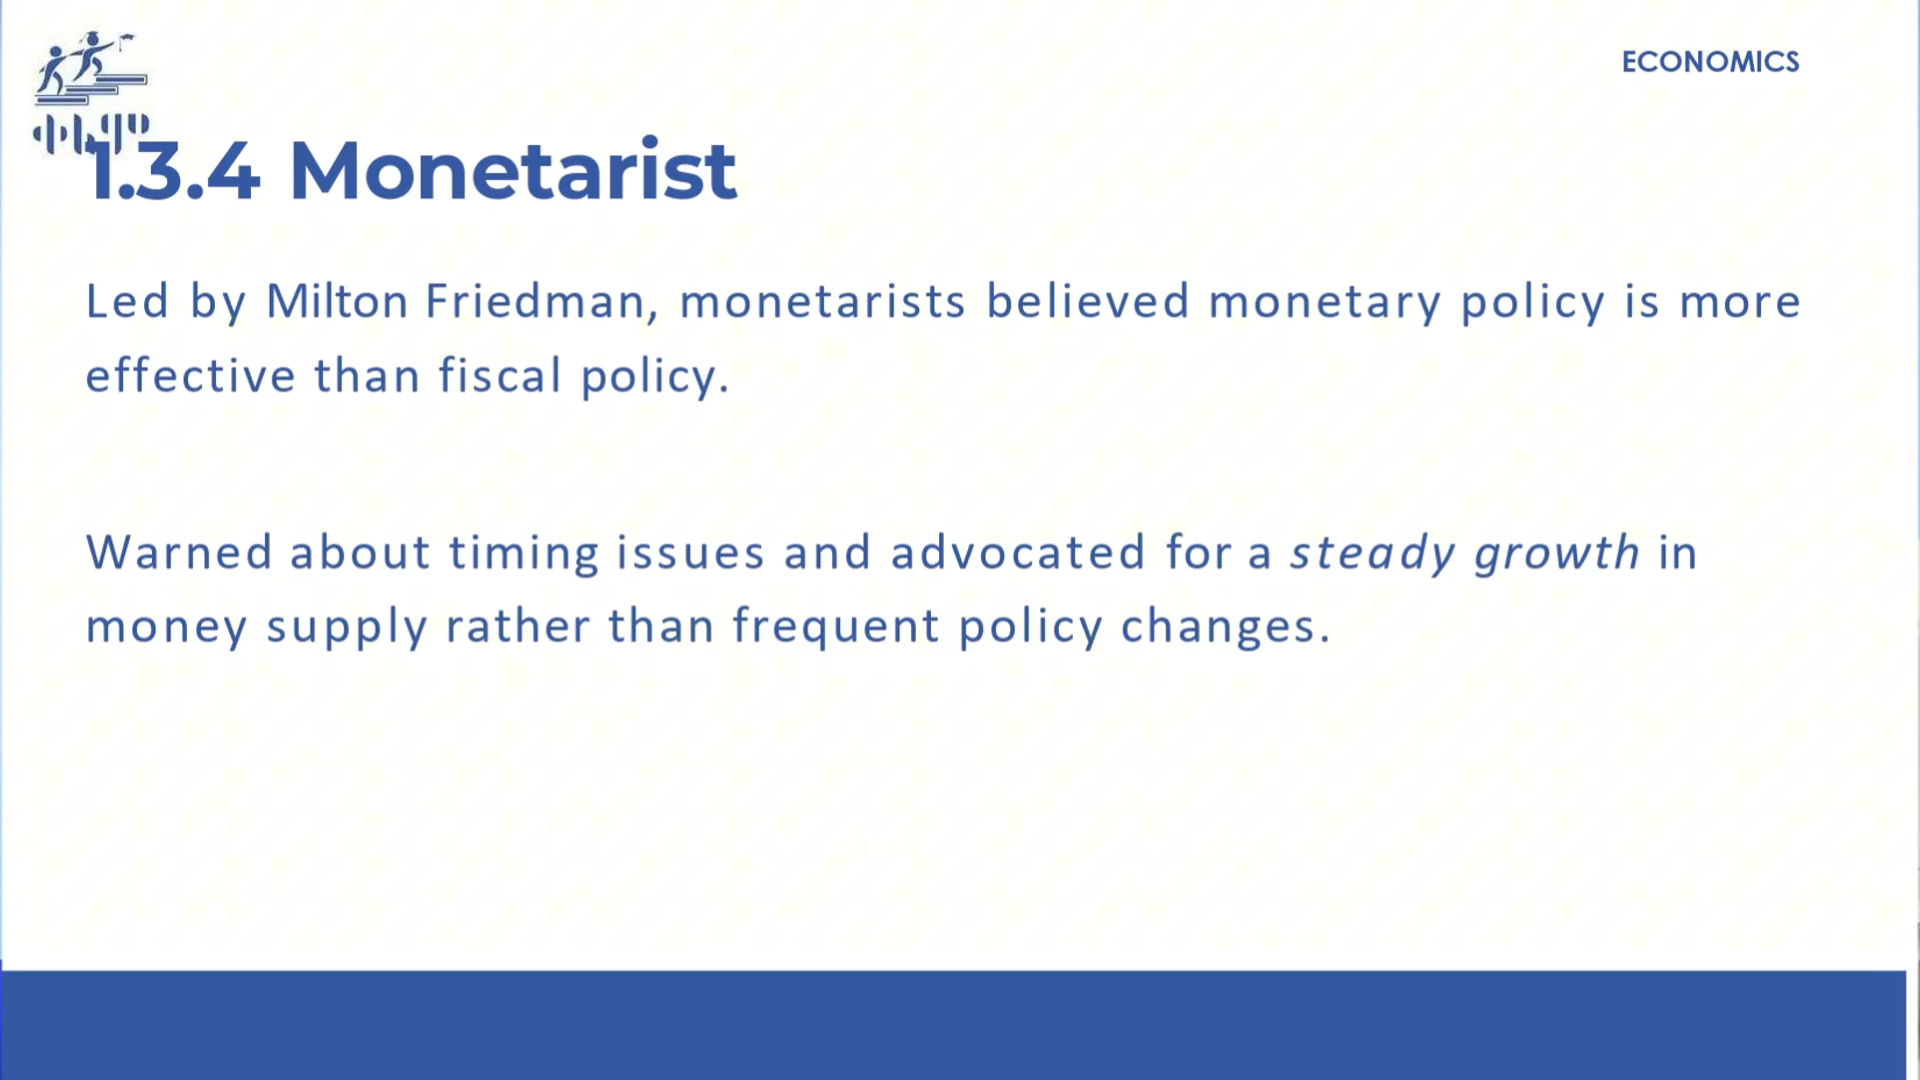 ECONOMICS
1.3.4 Monetarist
Led by Milton Friedman, monetarists believed monetary policy is more
effective than fiscal policy.
Warned about timing issues and advocated for a steady growth in
money supply rather than frequent policy changes.